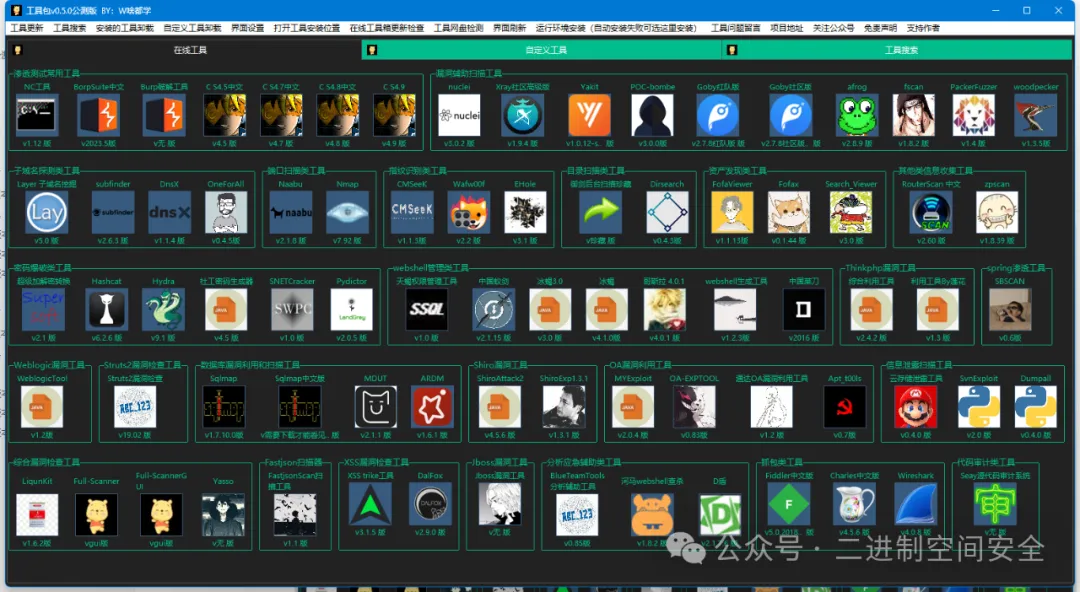 工具包v0.5.0公测版 BY：W啥都学
工具更新 工具搜索 安装的工具卸载 自定义工具卸载 界面设置 打开工具安装位置 在线工具箱更新检查 工具网盘检测 界面刷新 运行环境安装（自动安装失败可选这里安装） 工具问题留言 项目地址 关注公众号 免责声明 支持作者
在线工具 自定义工具 工具搜索
渗透测试常用工具 漏洞辅助扫描工具
NC工具 BorpSuite中文 Burp破解工具 C S4.5中文 C S4.7中文 C S4.8中文 C S4.9 nuclei Xray社区高级版 Yakit POC-bombe Goby红队版 Goby社区版 afrog fscan PackerFuzzer woodpecker
nuclei
v1.12 版 v2023.5版 v无 版 v4.5 版 v4.7 版 v4.8 版 v4.9 版 v3.0.2 版 v1.9.4 版 v1.0.12-s.. 版 v3.0.0版 v2.7.8红队版 版 v2.7.8社区版.. 版 v2.8.9 版 v1.8.2 版 v1.4 版 v1.3.5版
子域名探测类工具 端口扫描类工具 指纹识别类工具 目录扫描类工具 资产发现类工具 其他类信息收集工具
Layer 子域名挖掘 subfinder DnsX OneForAll Naabu Nmap CMSeeK Wafw00f EHole 御剑后台扫描珍藏 Dirsearch FofaViewer Fofax Search_Viewer RouterScan 中文 zpscan
Lay subfinder dnsX naabu CMSeeK SCAN
v5.0 版 v2.6.3 版 v1.1.4 版 v0.4.5版 v2.1.8 版 v7.92 版 v1.1.3版 v2.2 版 v3.1 版 v珍藏 版 v0.4.3版 v1.1.13版 v0.1.44 版 v3.0 版 v2.60 版 v1.8.39 版
密码爆破类工具 webshell管理类工具 Thinkphp漏洞工具 spring渗透工具
超级加解密转换 Hashcat Hydra 社工密码生成器 SNETCracker Pydictor 天蝎权限管理工具 中国蚁剑 冰蝎3.0 冰蝎 哥斯拉 4.0.1 webshell生成工具 中国菜刀 综合利用工具 利用工具By莲花 SBSCAN
Super Soft JAVA SWPC LandGrey SSQL JAVA JAVA JAVA JAVA
v2.1 版 v6.2.6 版 v9.1 版 v4.5 版 v1.0 版 v2.0.5 版 v1.0 版 v2.1.15 版 v3.0 版 v4.1.0版 v4.0.1 版 v1.2.3版 v2016 版 v2.4.2 版 v1.3 版 v0.6版
Weblogic漏洞工具 Struts2漏洞检查工具 数据库漏洞利用和扫描工具 Shiro漏洞工具 OA漏洞利用工具 信息泄露扫描工具
WeblogicTool Struts2漏洞检查 Sqlmap Sqlmap中文版 MDUT ARDM ShiroAttack2 ShiroExp1.3.1 MYExploit OA-EXPTOOL 通达OA漏洞利用工具 Apt_t00ls 云存储泄露工具 SvnExploit Dumpall
JAVA ABC_123 JAVA JAVA
v1.2版 v19.02 版 v1.7.10.0版 v需要下载才能看见.. 版 v2.1.1 版 v1.6.1 版 v4.5.6 版 v1.3.1 版 v2.0.4 版 v0.83版 v1.2 版 v0.7版 v0.4.0 版 v2.0 版 v0.4.0 版
综合漏洞检查工具 Fastjson扫描器 XSS漏洞检查工具 Jboss漏洞工具 分析应急辅助类工具 抓包类工具 代码审计类工具
LiqunKit Full-Scanner Full-ScannerGUI Yasso FastjsonScan扫描工具 XSStrike工具 DalFox Jboss漏洞工具 BlueTeamTools分析辅助工具 河马webshell查杀 D盾 Fiddler中文版 Charles中文版 Wireshark Seay源代码审计系统
DALFOX ABC_123 D F
v1.6.2版 vgui版 vgui版 v无 版 v1.1 版 v3.1.5 版 v2.9.0 版 v无 版 v0.85版 v1.8.2 版 v5.0.2018.. 版 v4.5.6 版 v4.0.8 版 v无 版
公众号 · 二进制空间安全